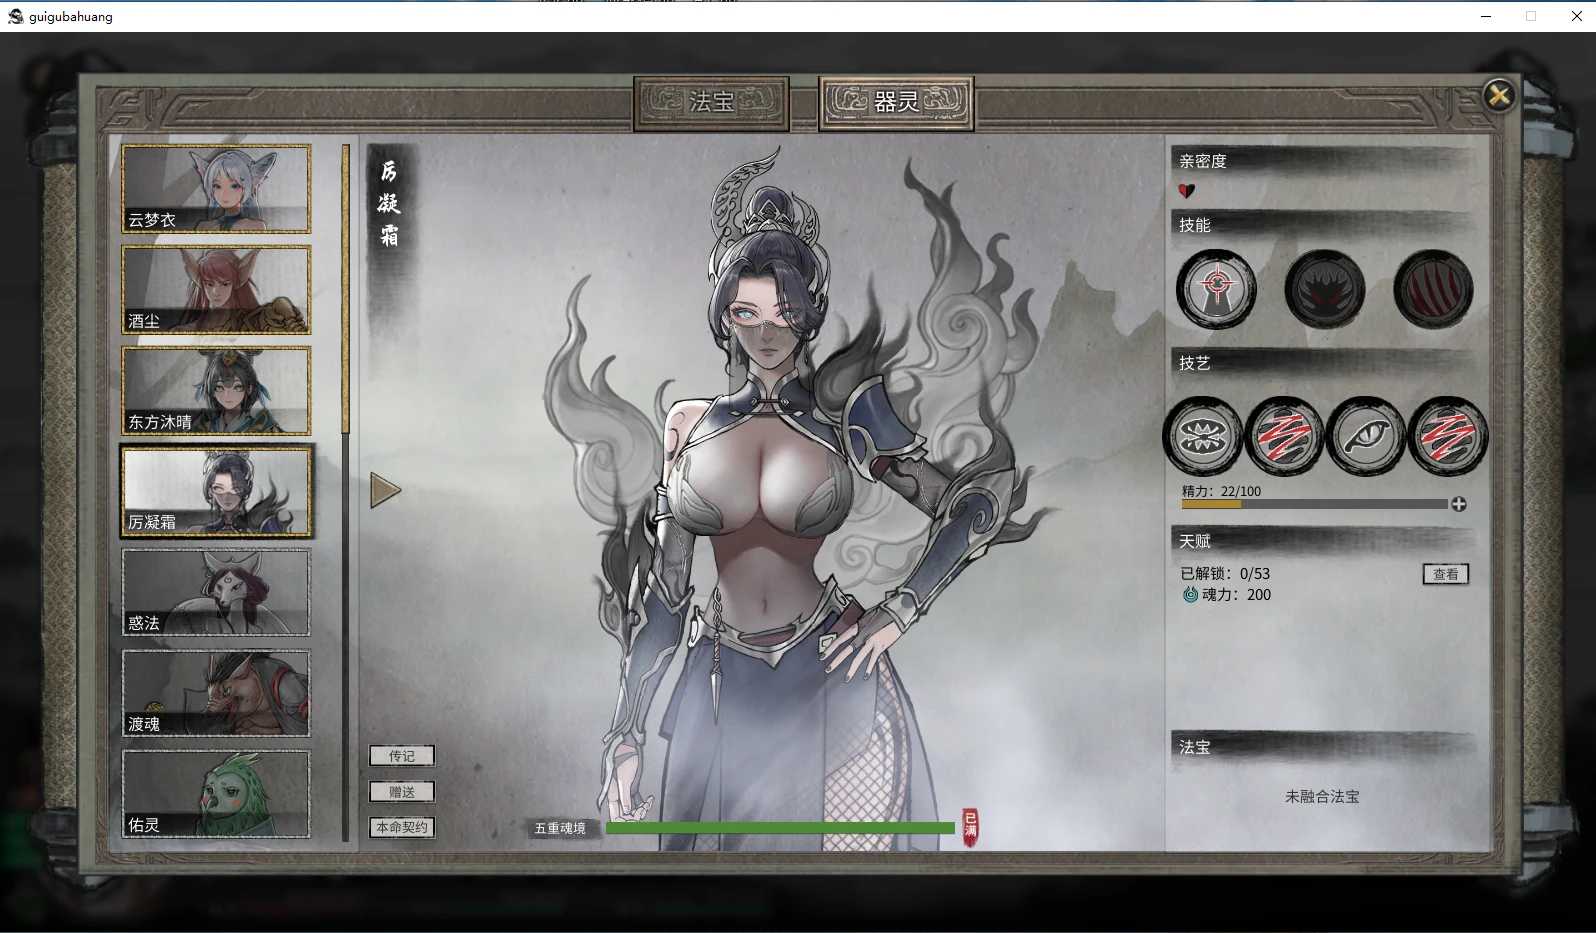 guigubahuang
法宝
器灵
云梦衣
酒尘
东方沐晴
厉凝霜
惑法
渡魂
佑灵
厉凝霜
传记
赠送
本命契约
五重魂境
已满
亲密度
技能
技艺
精力：22/100
天赋
已解锁：0/53
查看
魂力：200
法宝
未融合法宝